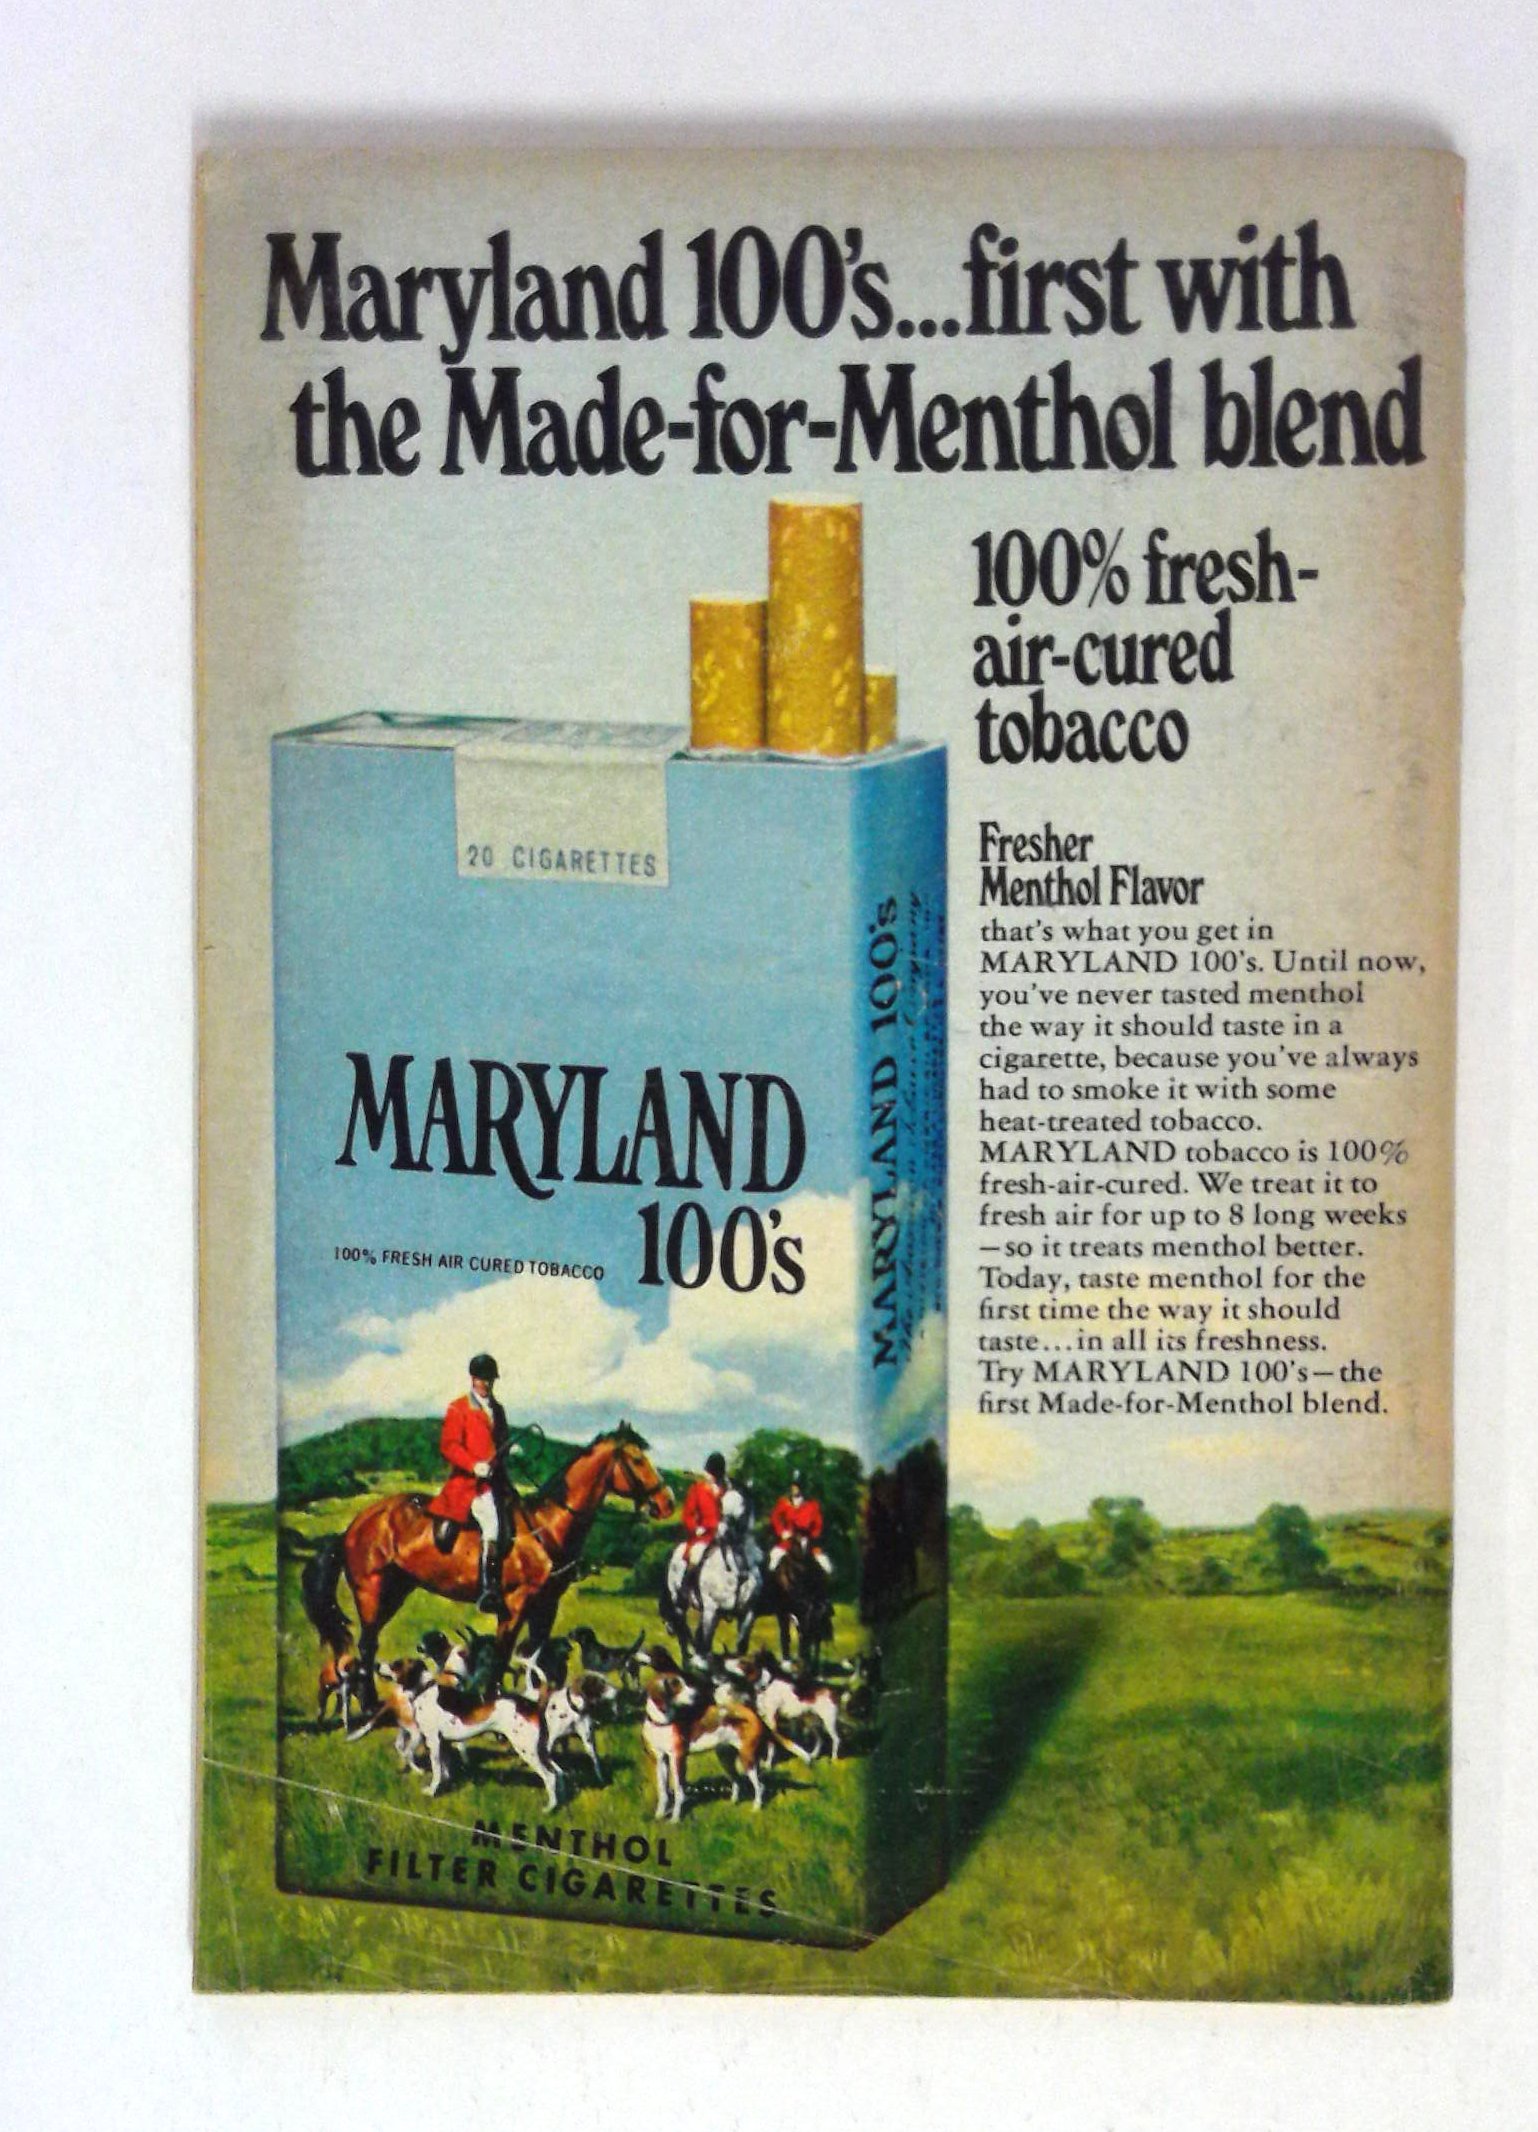 Maryland 100's...first with
the Made-for-Menthol blend
100% fresh-
air-cured
tobacco
20 CIGARETTES
Fresher
Menthol Flavor
that's what you get in
MARYLAND 100's. Until now,
you've never tasted menthol
the way it should taste in a
cigarette, because you've always
had to smoke it with some
heat-treated tobacco.
MARYLAND tobacco is 100%
fresh-air-cured. We treat it to
fresh air for up to 8 long weeks
—so it treats menthol better.
Today, taste menthol for the
first time the way it should
taste...in all its freshness.
Try MARYLAND 100's—the
first Made-for-Menthol blend.
MARYLAND
100's
100% FRESH AIR CURED TOBACCO
MARYLAND 100's
The American Tobacco Company
MENTHOL
FILTER CIGARETTES